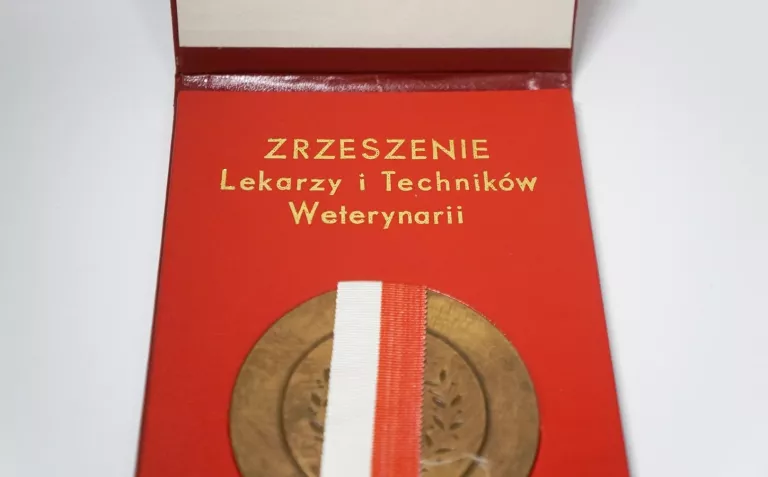 ZRZESZENIE
Lekarzy i Techników
Weterynarii